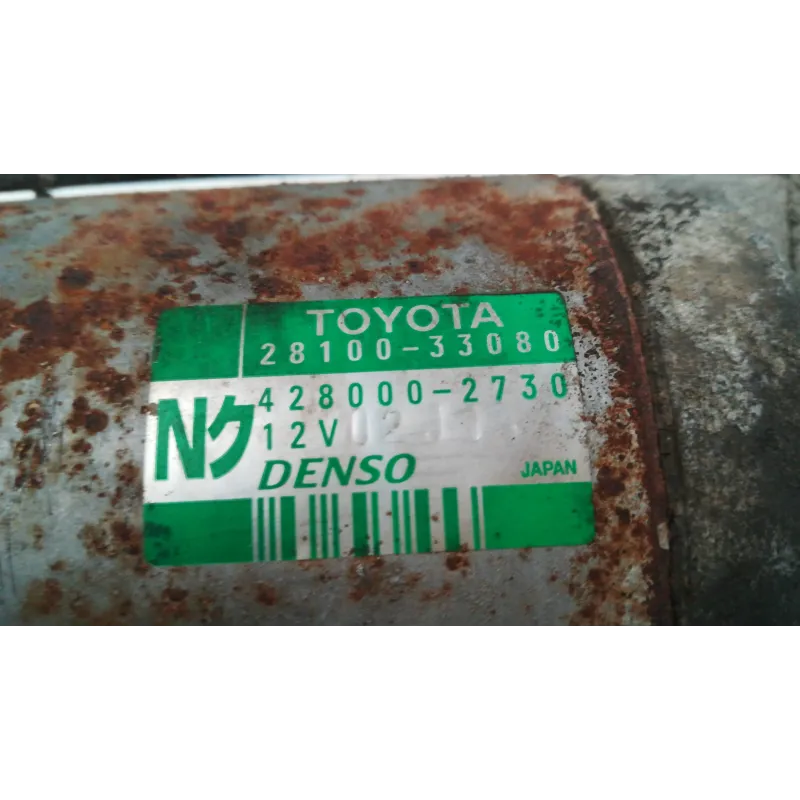 TOYOTA
28100-33080
Nク
428000-2730
12V
DENSO
JAPAN